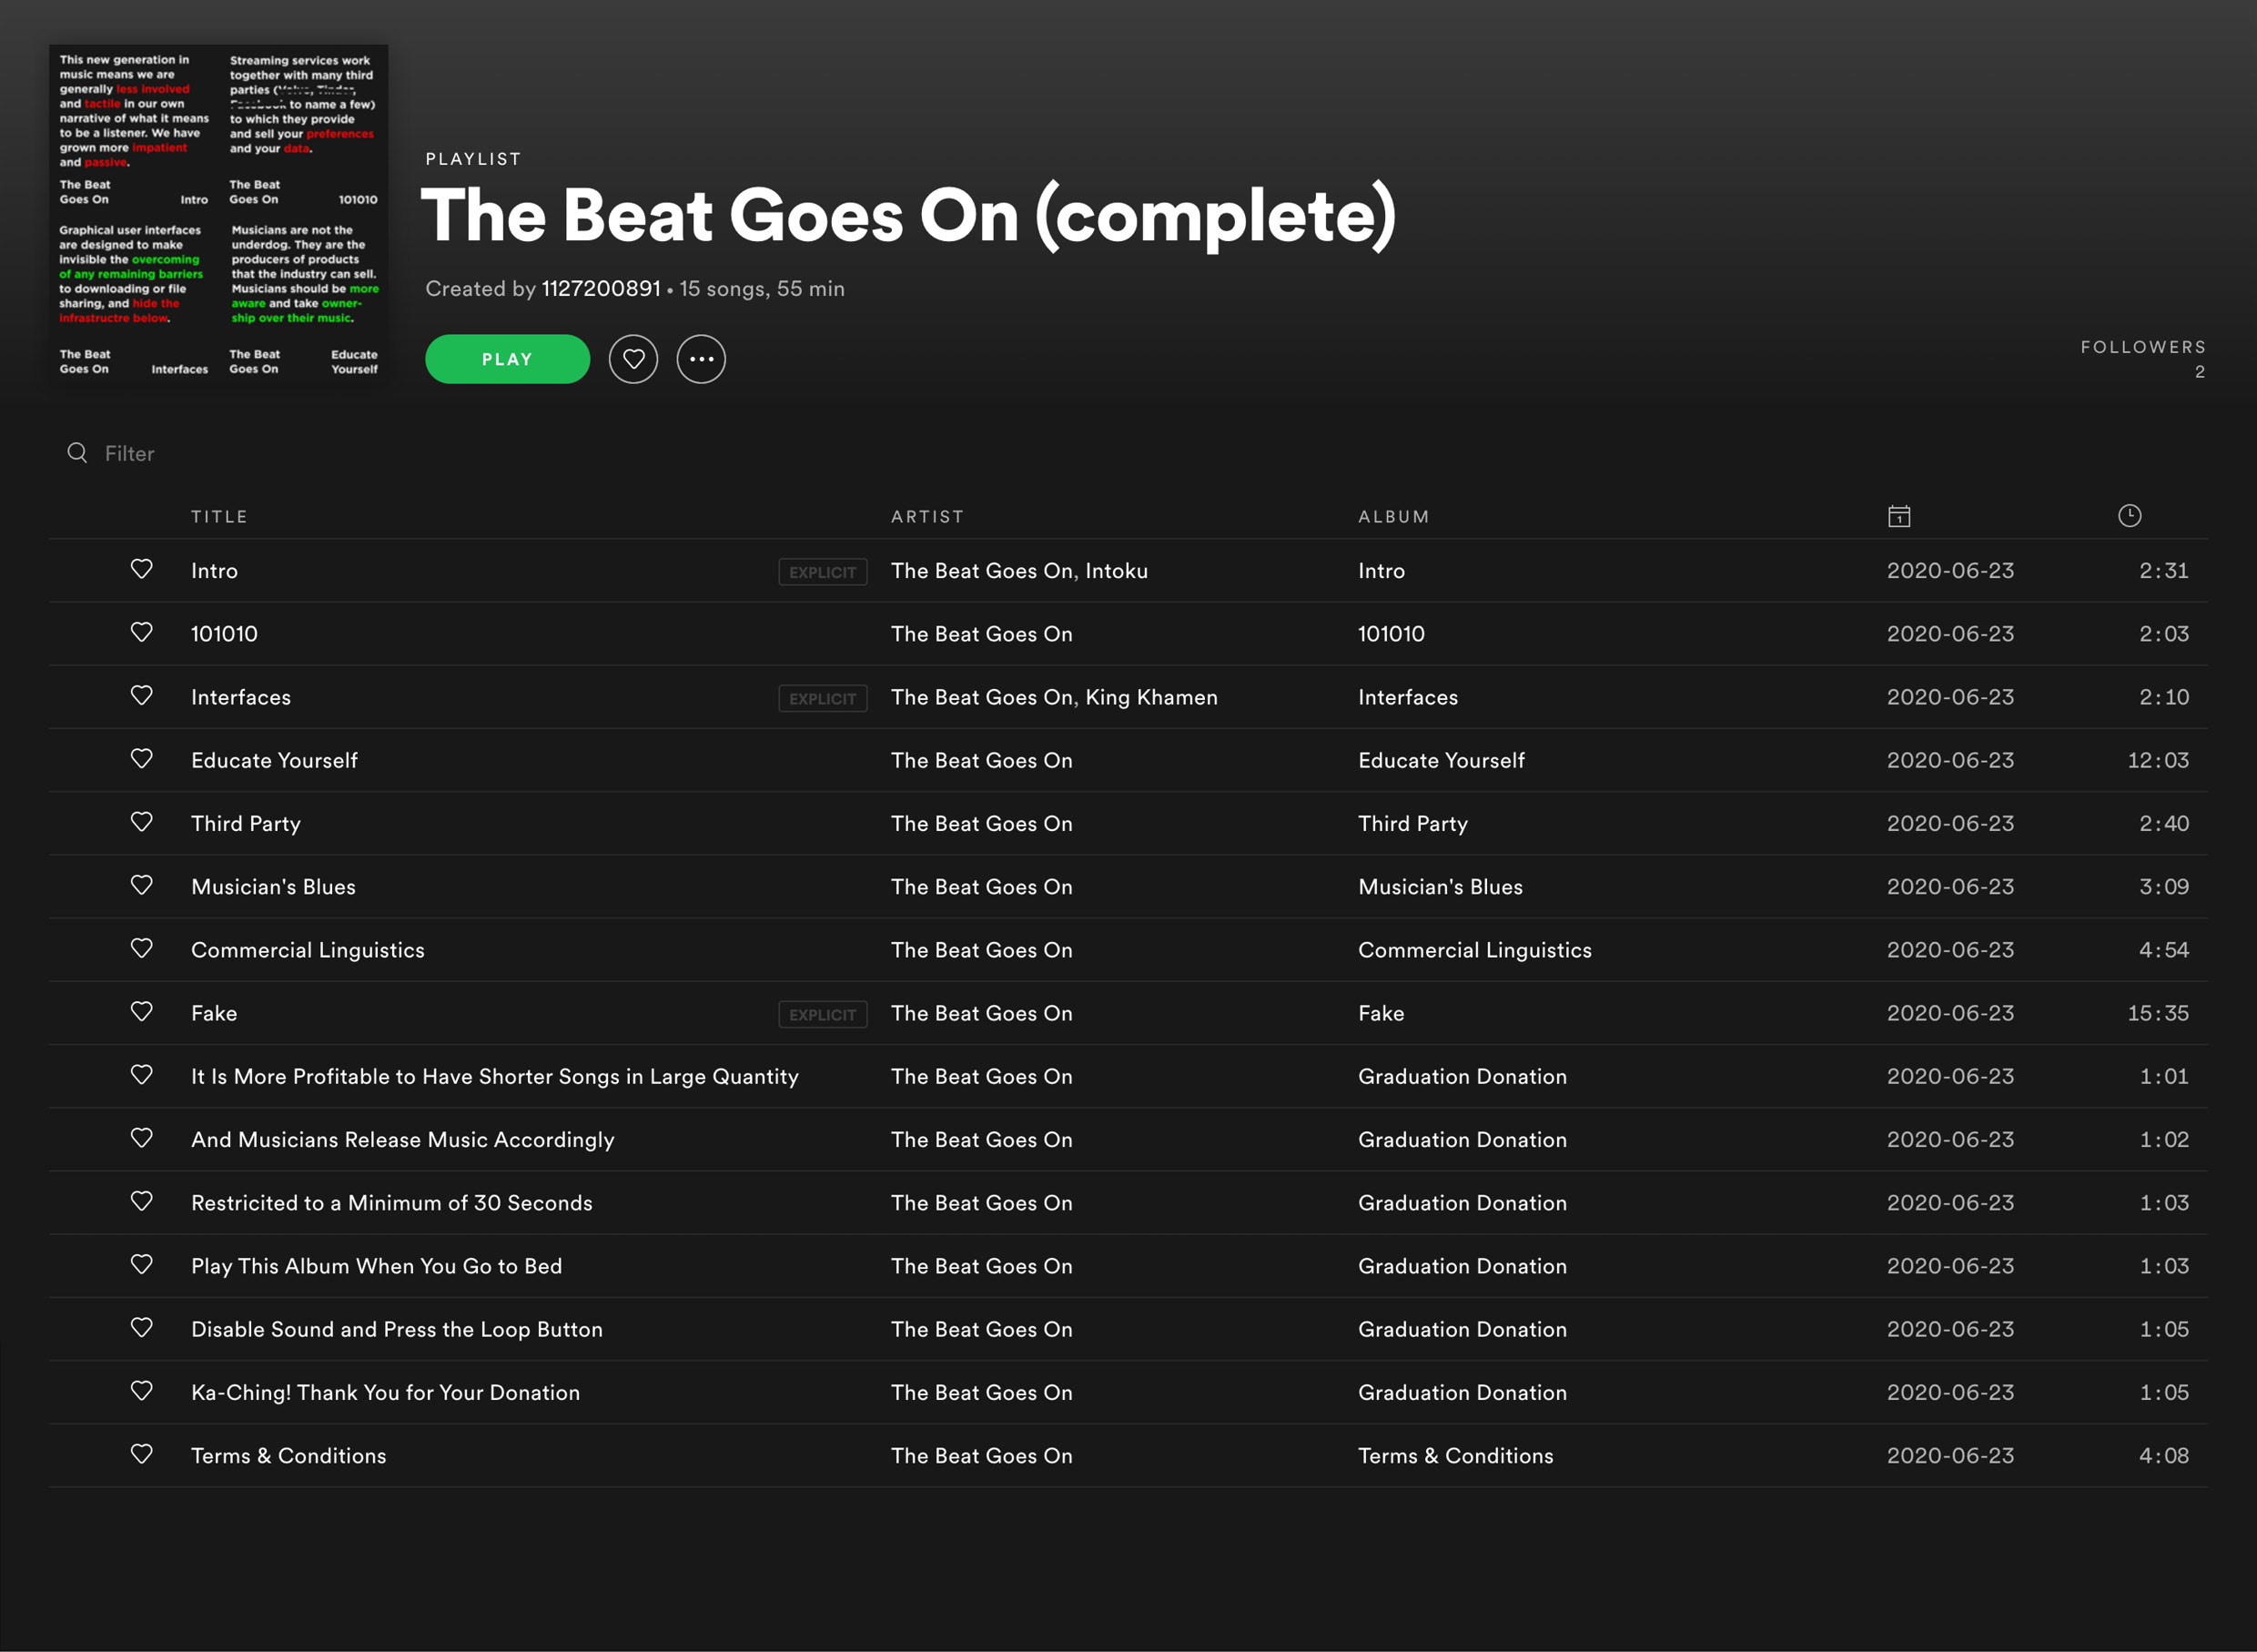 This new generation in
music means we are
generally less involved
and tactile in our own
narrative of what it means
to be a listener. We have
grown more impatient
and passive.
The Beat
Goes On Intro
Streaming services work
together with many third
parties (
to name a few)
to which they provide
and sell your preferences
and your data.
The Beat
Goes On 101010
Graphical user interfaces
are designed to make
invisible the overcoming
of any remaining barriers
to downloading or file
sharing, and hide the
infrastructre below.
The Beat
Goes On Interfaces
Musicians are not the
underdog. They are the
producers of products
that the industry can sell.
Musicians should be more
aware and take owner-
ship over their music.
The Beat Educate
Goes On Yourself
PLAYLIST
The Beat Goes On (complete)
Created by 1127200891 • 15 songs, 55 min
PLAY
FOLLOWERS
2
Filter
TITLE ARTIST ALBUM 1
Intro EXPLICIT The Beat Goes On, Intoku Intro 2020-06-23 2:31
101010 The Beat Goes On 101010 2020-06-23 2:03
Interfaces EXPLICIT The Beat Goes On, King Khamen Interfaces 2020-06-23 2:10
Educate Yourself The Beat Goes On Educate Yourself 2020-06-23 12:03
Third Party The Beat Goes On Third Party 2020-06-23 2:40
Musician's Blues The Beat Goes On Musician's Blues 2020-06-23 3:09
Commercial Linguistics The Beat Goes On Commercial Linguistics 2020-06-23 4:54
Fake EXPLICIT The Beat Goes On Fake 2020-06-23 15:35
It Is More Profitable to Have Shorter Songs in Large Quantity The Beat Goes On Graduation Donation 2020-06-23 1:01
And Musicians Release Music Accordingly The Beat Goes On Graduation Donation 2020-06-23 1:02
Restricited to a Minimum of 30 Seconds The Beat Goes On Graduation Donation 2020-06-23 1:03
Play This Album When You Go to Bed The Beat Goes On Graduation Donation 2020-06-23 1:03
Disable Sound and Press the Loop Button The Beat Goes On Graduation Donation 2020-06-23 1:05
Ka-Ching! Thank You for Your Donation The Beat Goes On Graduation Donation 2020-06-23 1:05
Terms & Conditions The Beat Goes On Terms & Conditions 2020-06-23 4:08